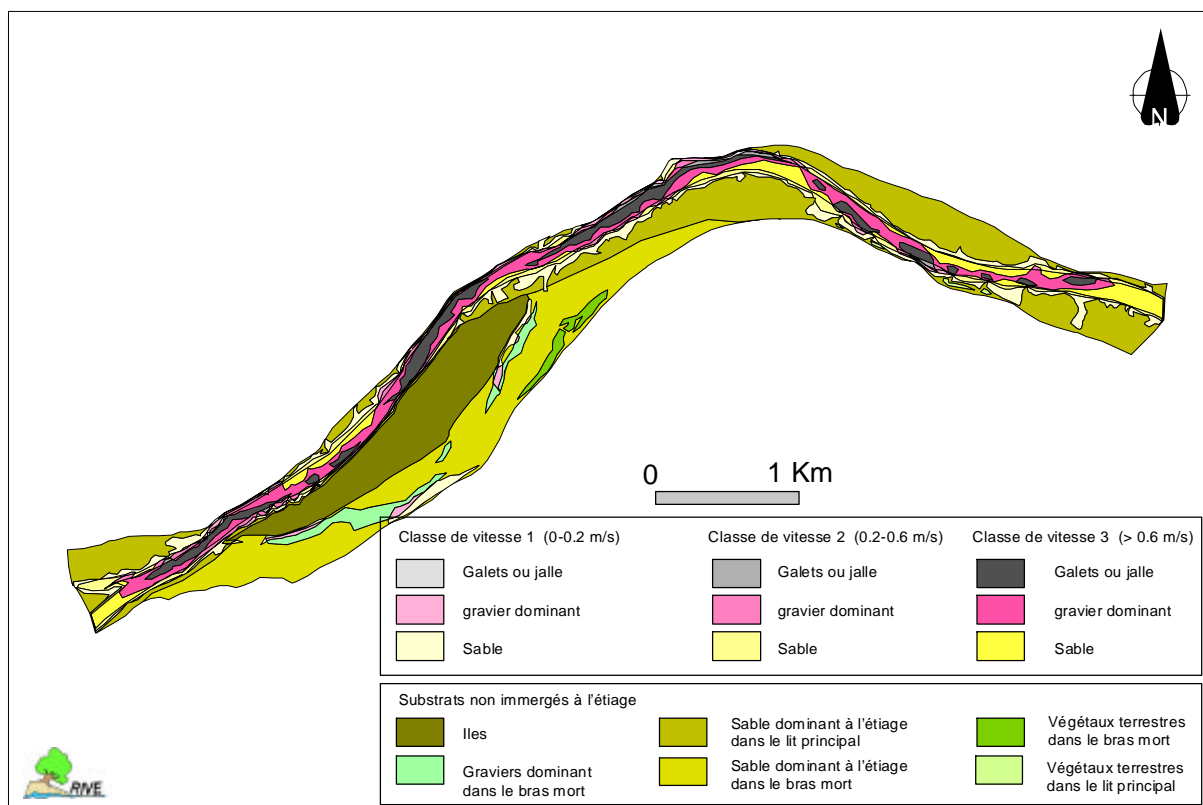 N
0 1 Km
Classe de vitesse 1 (0-0.2 m/s)
Galets ou jalle
gravier dominant
Sable
Classe de vitesse 2 (0.2-0.6 m/s)
Galets ou jalle
gravier dominant
Sable
Classe de vitesse 3 (> 0.6 m/s)
Galets ou jalle
gravier dominant
Sable
Substrats non immergés à l'étiage
Iles
Graviers dominant
dans le bras mort
Sable dominant à l'étiage
dans le lit principal
Sable dominant à l'étiage
dans le bras mort
Végétaux terrestres
dans le bras mort
Végétaux terrestres
dans le lit principal
RIVE